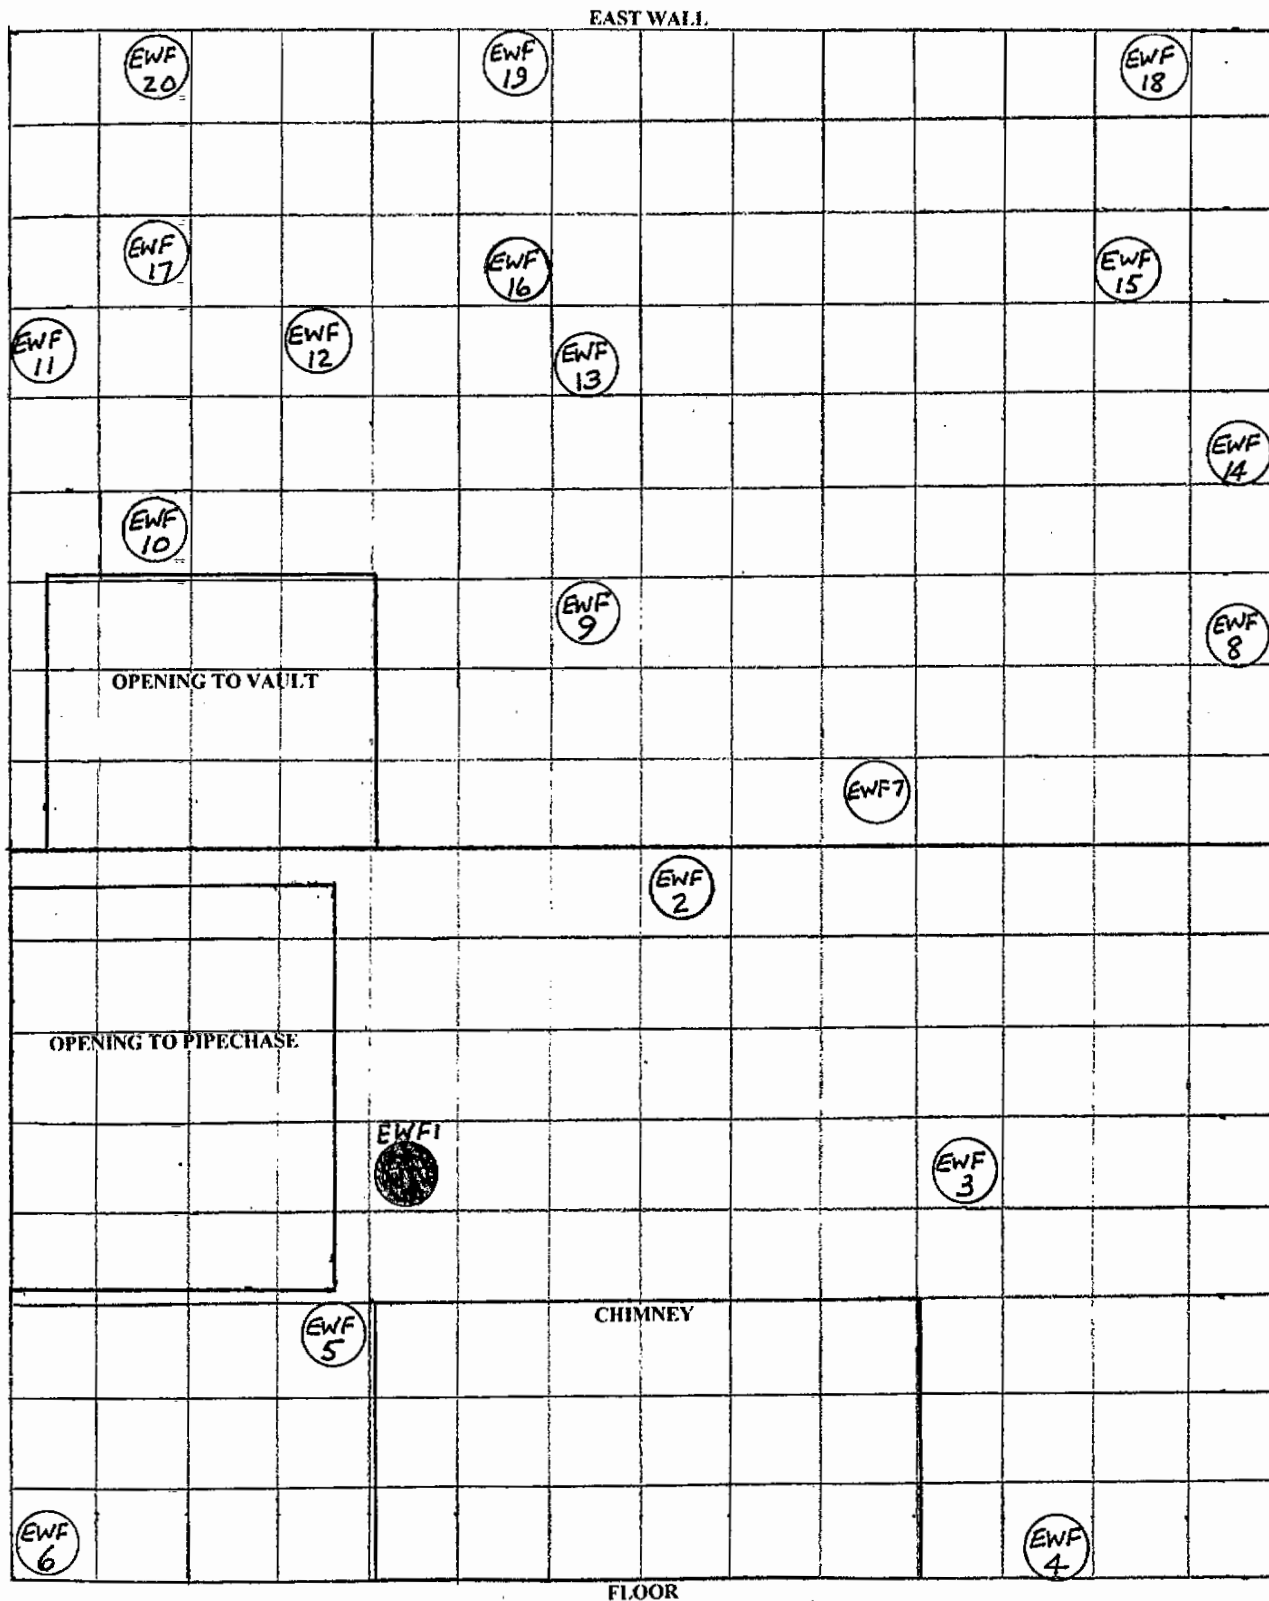 EAST WALL
EWF
20
EWF
19
EWF
18
EWF
17
EWF
16
EWF
15
EWF
11
EWF
12
EWF
13
EWF
14
EWF
10
EWF
9
EWF
8
OPENING TO VAULT
EWF7
EWF
2
OPENING TO PIPECHASE
EWF1
EWF
3
CHIMNEY
EWF
5
EWF
6
EWF
4
FLOOR